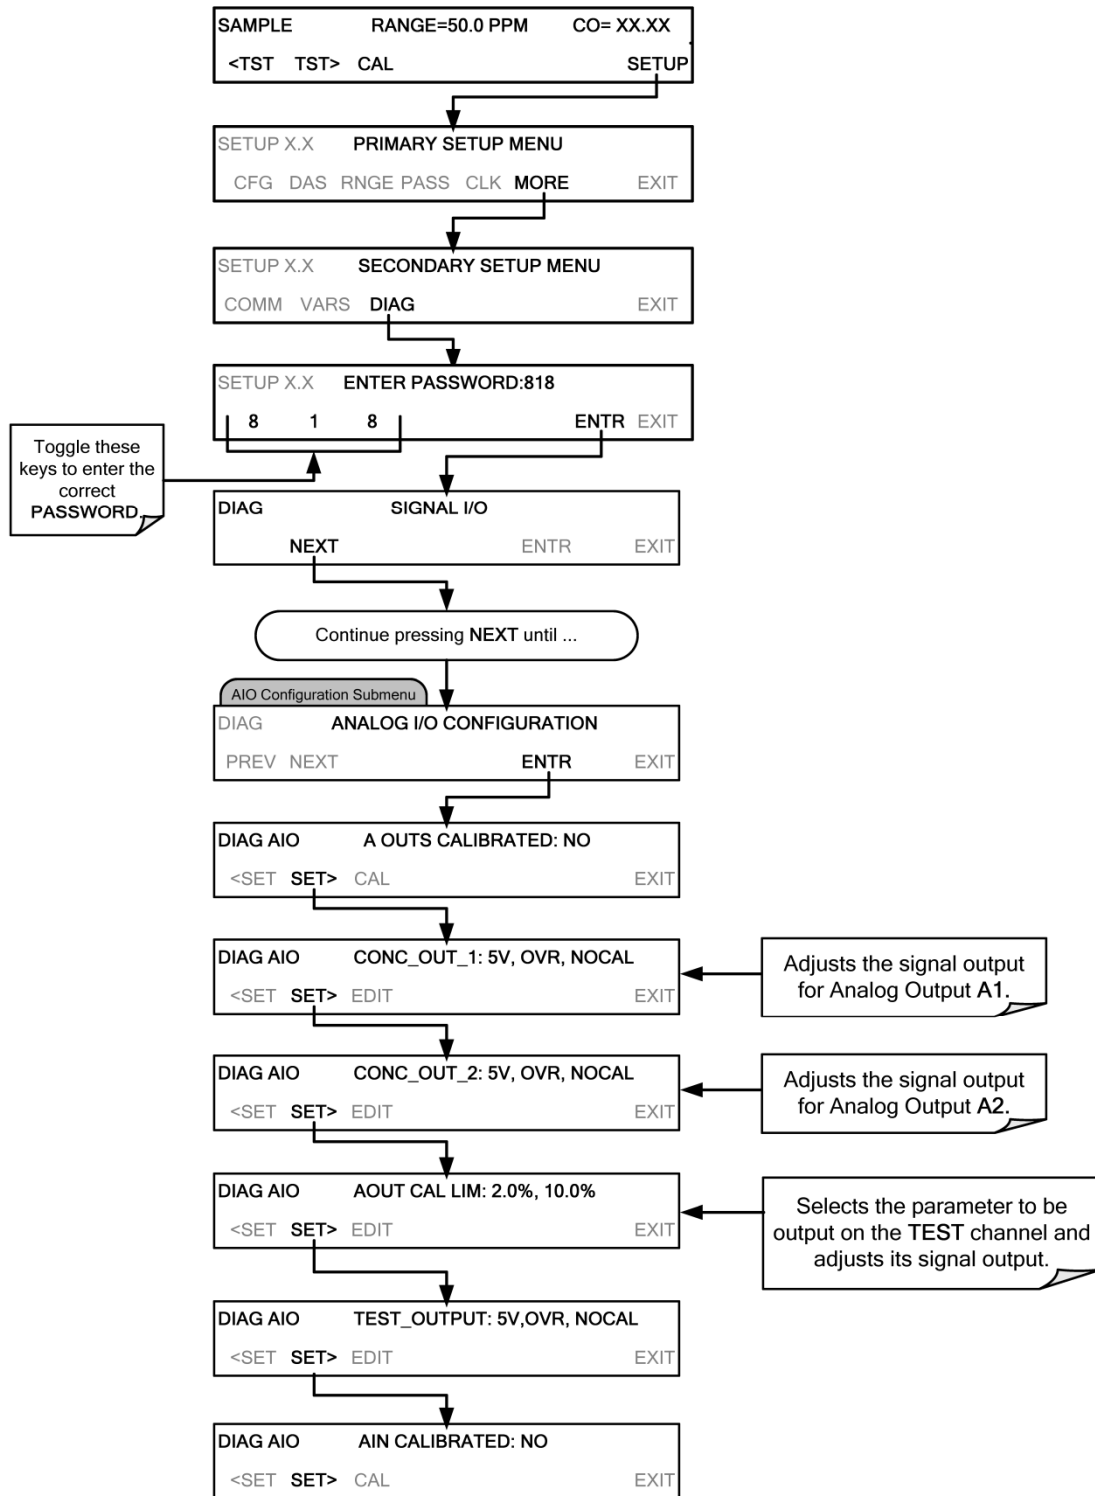 SAMPLE RANGE=50.0 PPM CO= XX.XX
<TST TST> CAL SETUP
SETUP X.X PRIMARY SETUP MENU
CFG DAS RNGE PASS CLK MORE EXIT
SETUP X.X SECONDARY SETUP MENU
COMM VARS DIAG EXIT
SETUP X.X ENTER PASSWORD:818
8 1 8 ENTR EXIT
Toggle these
keys to enter the
correct
PASSWORD.
DIAG SIGNAL I/O
NEXT ENTR EXIT
Continue pressing NEXT until ...
AIO Configuration Submenu
DIAG ANALOG I/O CONFIGURATION
PREV NEXT ENTR EXIT
DIAG AIO A OUTS CALIBRATED: NO
<SET SET> CAL EXIT
DIAG AIO CONC_OUT_1: 5V, OVR, NOCAL
<SET SET> EDIT EXIT
Adjusts the signal output
for Analog Output A1.
DIAG AIO CONC_OUT_2: 5V, OVR, NOCAL
<SET SET> EDIT EXIT
Adjusts the signal output
for Analog Output A2.
DIAG AIO AOUT CAL LIM: 2.0%, 10.0%
<SET SET> EDIT EXIT
Selects the parameter to be
output on the TEST channel and
adjusts its signal output.
DIAG AIO TEST_OUTPUT: 5V,OVR, NOCAL
<SET SET> EDIT EXIT
DIAG AIO AIN CALIBRATED: NO
<SET SET> CAL EXIT